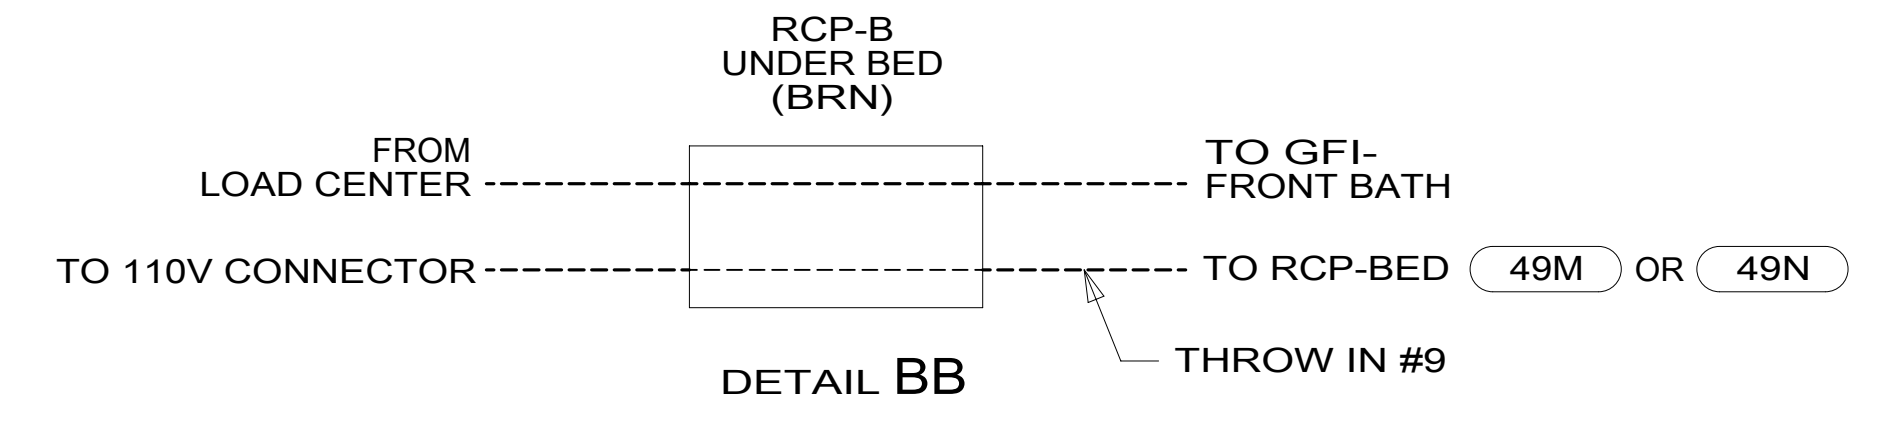 RCP-B
UNDER BED
(BRN)
FROM
LOAD CENTER
TO GFI-
FRONT BATH
TO 110V CONNECTOR
TO RCP-BED 49M OR 49N
THROW IN #9
DETAIL BB